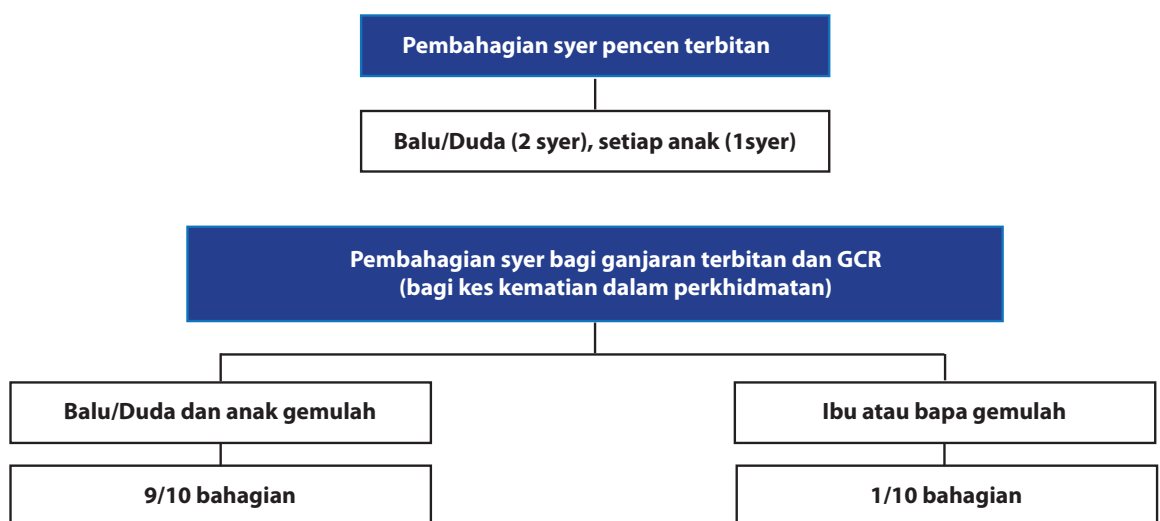 Pembahagian syer pencen terbitan
Balu/Duda (2 syer), setiap anak (1syer)
Pembahagian syer bagi ganjaran terbitan dan GCR
(bagi kes kematian dalam perkhidmatan)
Balu/Duda dan anak gemulah
Ibu atau bapa gemulah
9/10 bahagian
1/10 bahagian